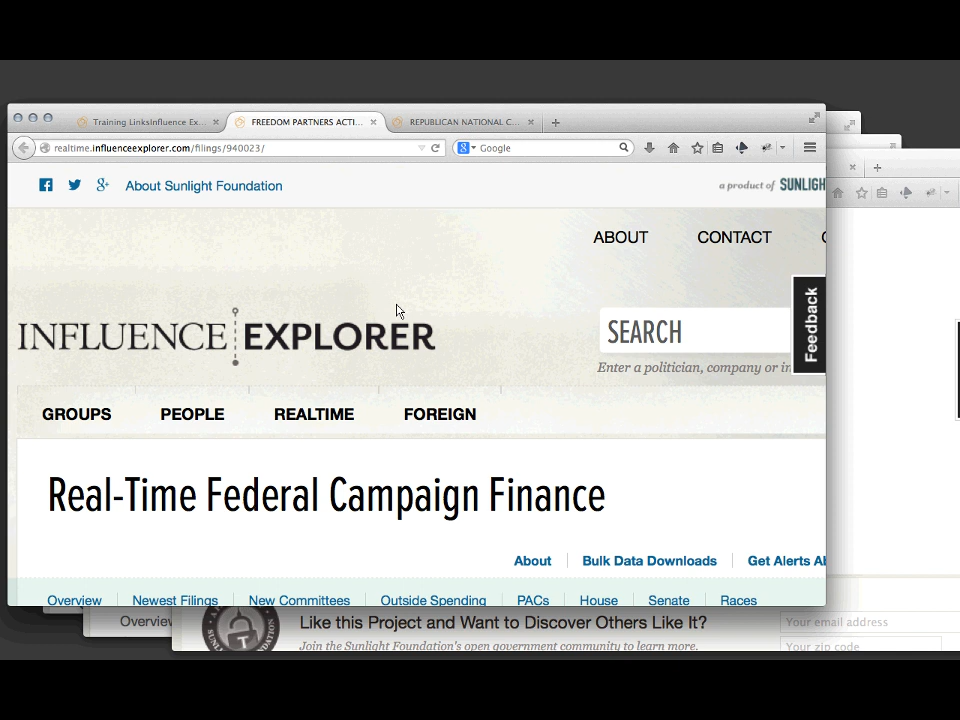 Training LinksInfluence Ex...
FREEDOM PARTNERS ACTI...
REPUBLICAN NATIONAL C...
realtime.influenceexplorer.com/filings/940023/
Google
About Sunlight Foundation
a product of SUNLIGH
ABOUT
CONTACT
INFLUENCE EXPLORER
SEARCH
Enter a politician, company or in
Feedback
GROUPS
PEOPLE
REALTIME
FOREIGN
Real-Time Federal Campaign Finance
About
Bulk Data Downloads
Get Alerts Ab
Overview
Newest Filings
New Committees
Outside Spending
PACs
House
Senate
Races
Overview
Like this Project and Want to Discover Others Like It?
Your email address
Join the Sunlight Foundation's open government community to learn more.
Your zip code